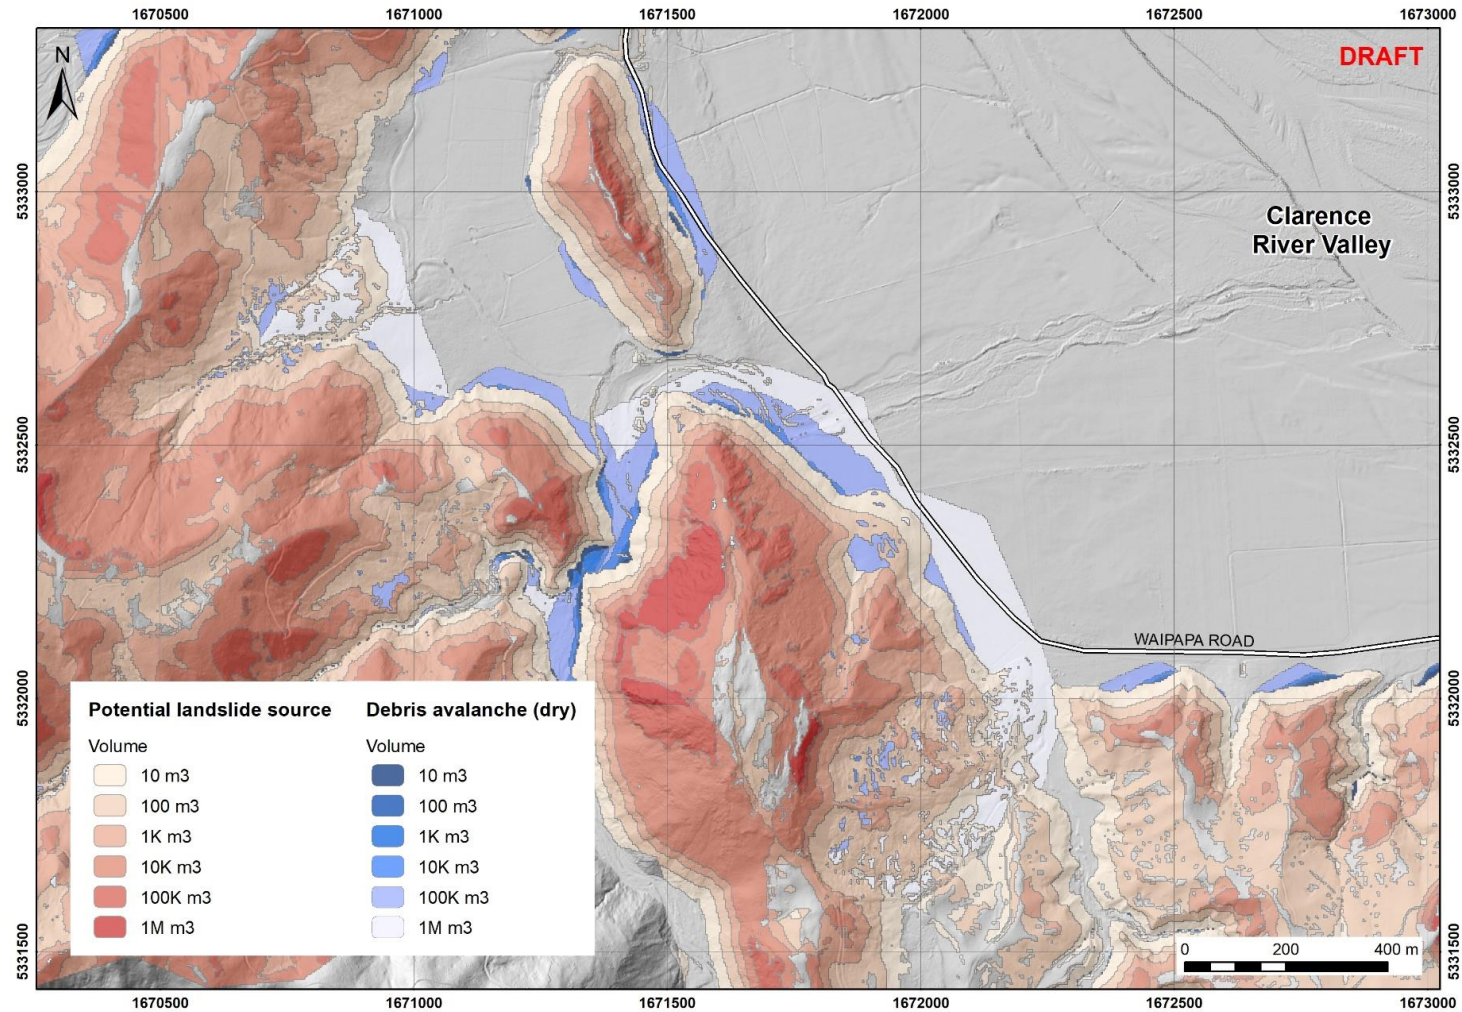 1670500 1671000 1671500 1672000 1672500 1673000
N
DRAFT
5333000
5333000
Clarence
River Valley
5332500
5332500
WAIPAPA ROAD
5332000
5332000
Potential landslide source
Volume
10 m3
100 m3
1K m3
10K m3
100K m3
1M m3
Debris avalanche (dry)
Volume
10 m3
100 m3
1K m3
10K m3
100K m3
1M m3
5331500
5331500
0 200 400 m
1670500 1671000 1671500 1672000 1672500 1673000